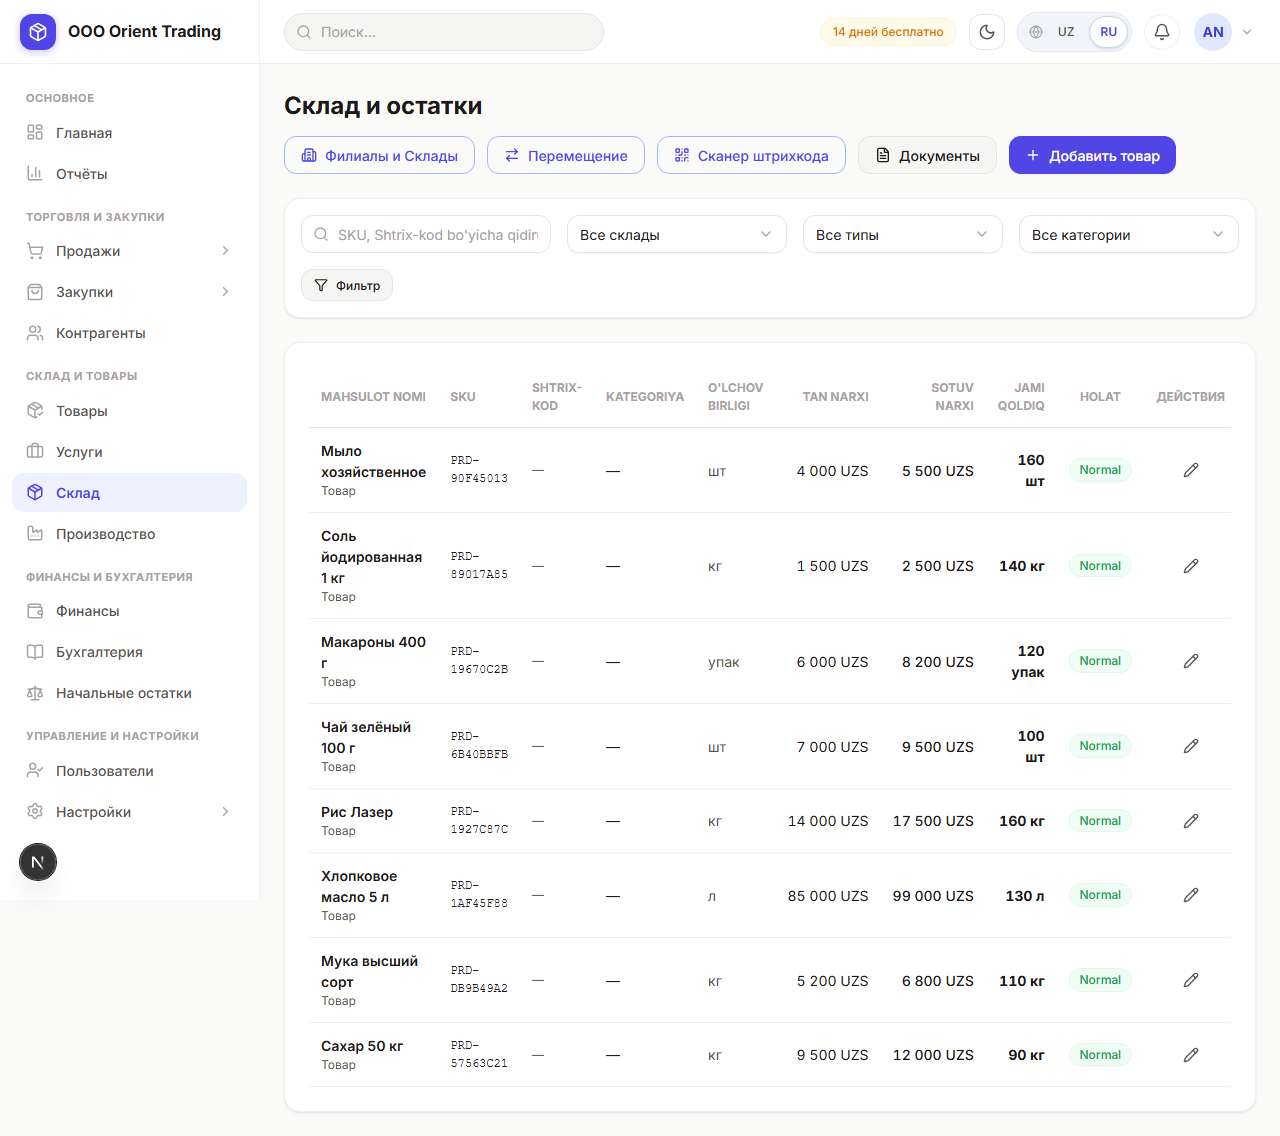 ООО Orient Trading
Поиск...
14 дней бесплатно
UZ
RU
AN
ОСНОВНОЕ
Главная
Отчёты
ТОРГОВЛЯ И ЗАКУПКИ
Продажи
Закупки
Контрагенты
СКЛАД И ТОВАРЫ
Товары
Услуги
Склад
Производство
ФИНАНСЫ И БУХГАЛТЕРИЯ
Финансы
Бухгалтерия
Начальные остатки
УПРАВЛЕНИЕ И НАСТРОЙКИ
Пользователи
Настройки
N
Склад и остатки
Филиалы и Склады
Перемещение
Сканер штрихкода
Документы
Добавить товар
SKU, Shtrix-kod bo'yicha qidir
Все склады
Все типы
Все категории
Фильтр
MAHSULOT NOMI
SKU
SHTRIX-
KOD
KATEGORIYA
O'LCHOV
BIRLIGI
TAN NARXI
SOTUV
NARXI
JAMI
QOLDIQ
HOLAT
ДЕЙСТВИЯ
Мыло
хозяйственное
Товар
PRD-
90F45013
—
—
шт
4 000 UZS
5 500 UZS
160
шт
Normal
Соль
йодированная
1 кг
Товар
PRD-
89017A85
—
—
кг
1 500 UZS
2 500 UZS
140 кг
Normal
Макароны 400
г
Товар
PRD-
19670C2B
—
—
упак
6 000 UZS
8 200 UZS
120
упак
Normal
Чай зелёный
100 г
Товар
PRD-
6B40BBFB
—
—
шт
7 000 UZS
9 500 UZS
100
шт
Normal
Рис Лазер
Товар
PRD-
1927C87C
—
—
кг
14 000 UZS
17 500 UZS
160 кг
Normal
Хлопковое
масло 5 л
Товар
PRD-
1AF45F88
—
—
л
85 000 UZS
99 000 UZS
130 л
Normal
Мука высший
сорт
Товар
PRD-
DB9B49A2
—
—
кг
5 200 UZS
6 800 UZS
110 кг
Normal
Сахар 50 кг
Товар
PRD-
57563C21
—
—
кг
9 500 UZS
12 000 UZS
90 кг
Normal